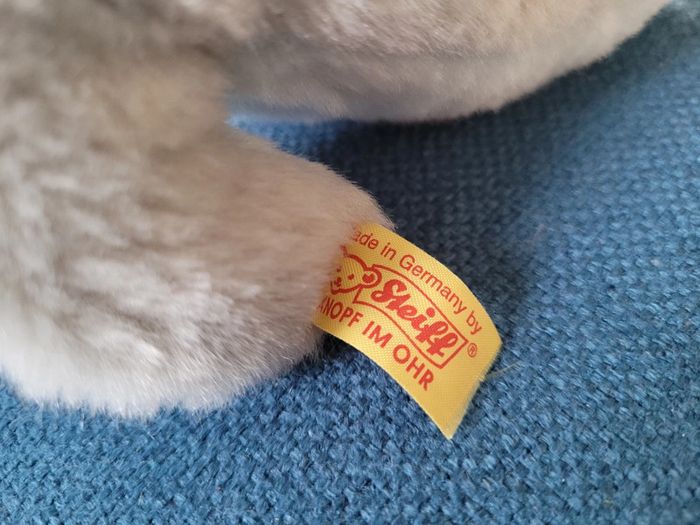 ade in Germany by
Steiff ®
KNOPF IM OHR